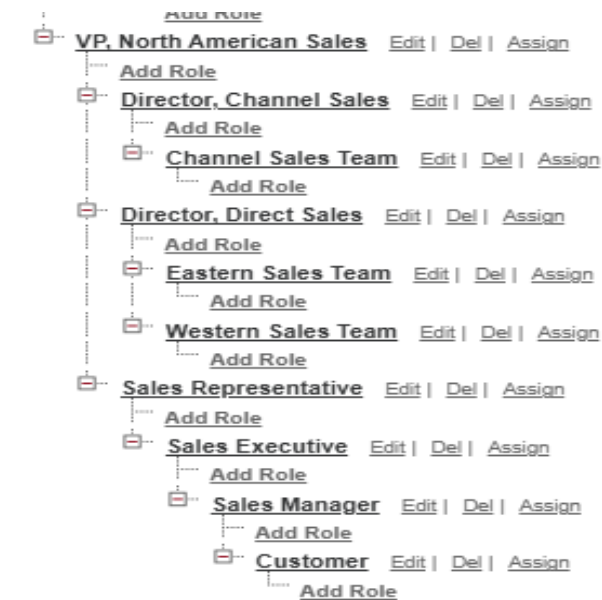 Add Role
VP, North American Sales Edit | Del | Assign
Add Role
Director, Channel Sales Edit | Del | Assign
Add Role
Channel Sales Team Edit | Del | Assign
Add Role
Director, Direct Sales Edit | Del | Assign
Add Role
Eastern Sales Team Edit | Del | Assign
Add Role
Western Sales Team Edit | Del | Assign
Add Role
Sales Representative Edit | Del | Assign
Add Role
Sales Executive Edit | Del | Assign
Add Role
Sales Manager Edit | Del | Assign
Add Role
Customer Edit | Del | Assign
Add Role